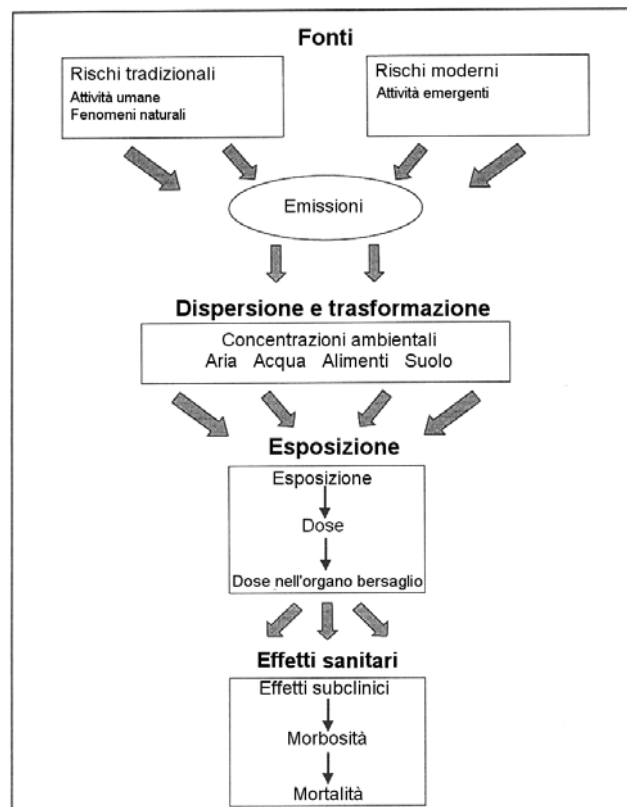 Fonti
Rischi tradizionali
Attività umane
Fenomeni naturali
Rischi moderni
Attività emergenti
Emissioni
Dispersione e trasformazione
Concentrazioni ambientali
Aria Acqua Alimenti Suolo
Esposizione
Esposizione
Dose
Dose nell'organo bersaglio
Effetti sanitari
Effetti subclinici
Morbosità
Mortalità